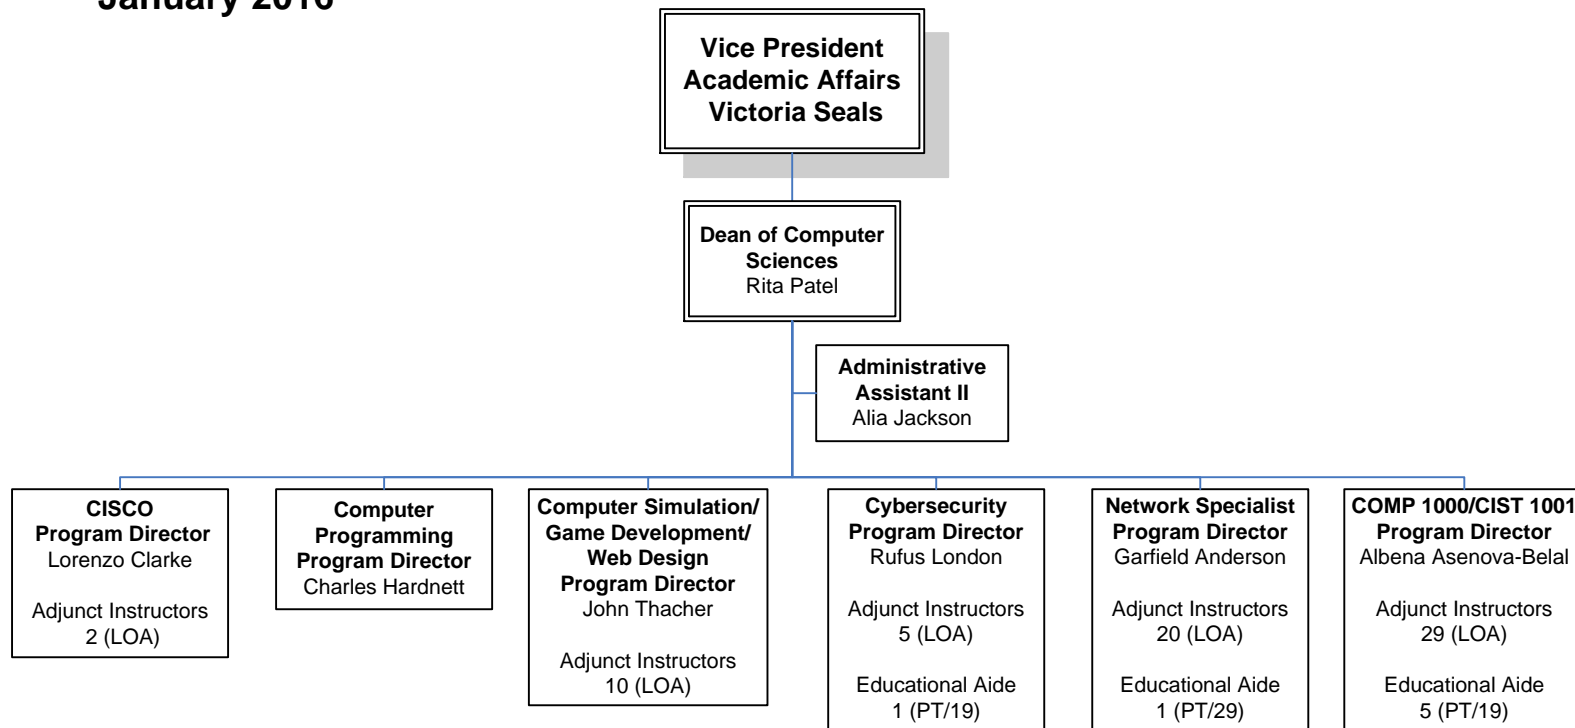 January 2016
Vice President
Academic Affairs
Victoria Seals
Dean of Computer
Sciences
Rita Patel
Administrative
Assistant II
Alia Jackson
CISCO
Program Director
Lorenzo Clarke
Adjunct Instructors
2 (LOA)
Computer
Programming
Program Director
Charles Hardnett
Computer Simulation/
Game Development/
Web Design
Program Director
John Thacher
Adjunct Instructors
10 (LOA)
Cybersecurity
Program Director
Rufus London
Adjunct Instructors
5 (LOA)
Educational Aide
1 (PT/19)
Network Specialist
Program Director
Garfield Anderson
Adjunct Instructors
20 (LOA)
Educational Aide
1 (PT/29)
COMP 1000/CIST 1001
Program Director
Albena Asenova-Belal
Adjunct Instructors
29 (LOA)
Educational Aide
5 (PT/19)